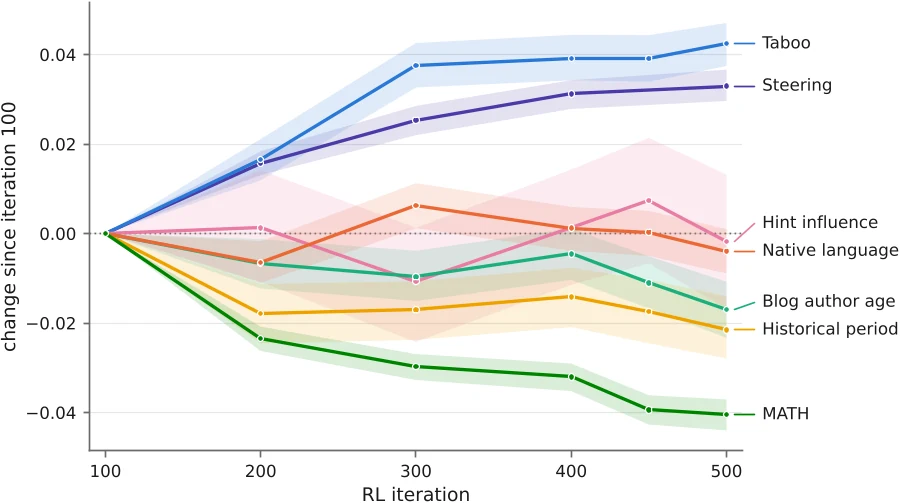 change since iteration 100
0.04
0.02
0.00
−0.02
−0.04
100
200
300
400
500
RL iteration
Taboo
Steering
Hint influence
Native language
Blog author age
Historical period
MATH